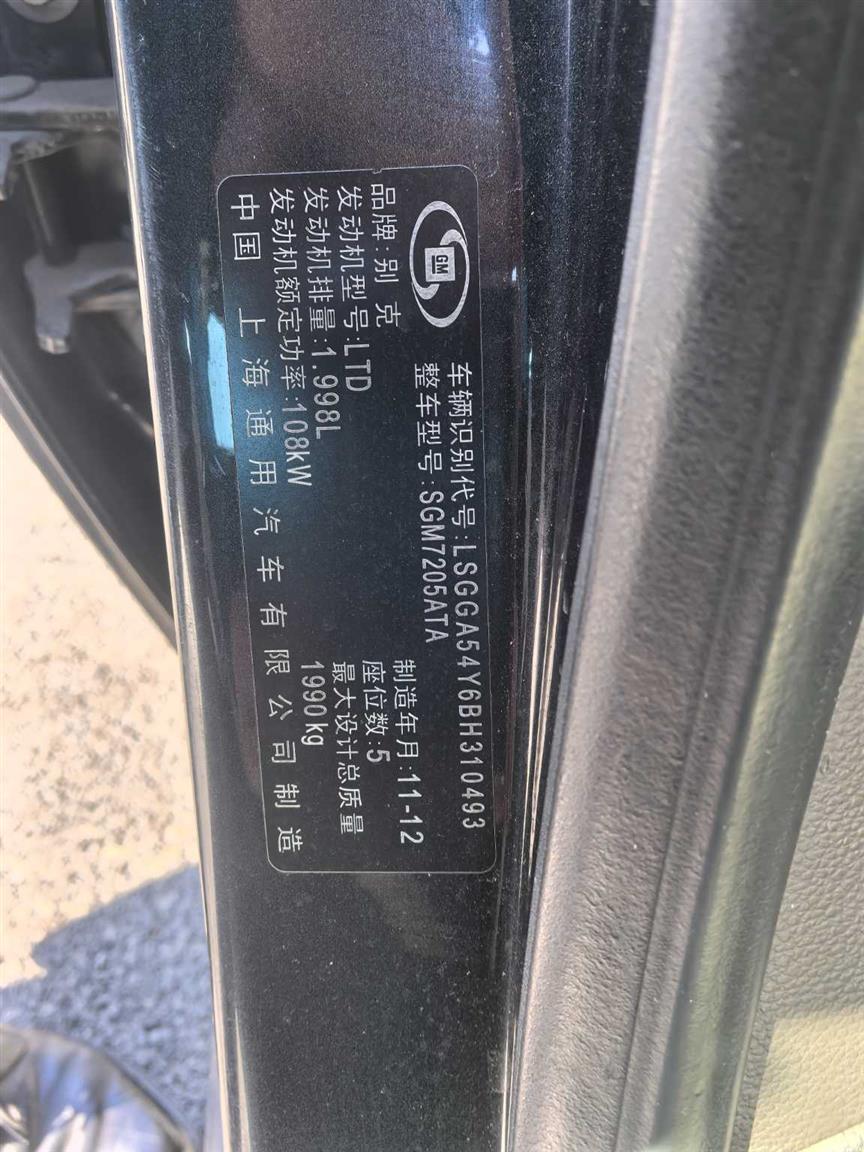 GM
车辆识别代号:LSGGA54Y6BH310493
整车型号:SGM7205ATA
品牌:别克
制造年月:11-12
发动机型号:LTD
座位数:5
发动机排量:1.998L
最大设计总质量
发动机额定功率:108kW
1990kg
中国 上海通用汽车有限公司制造